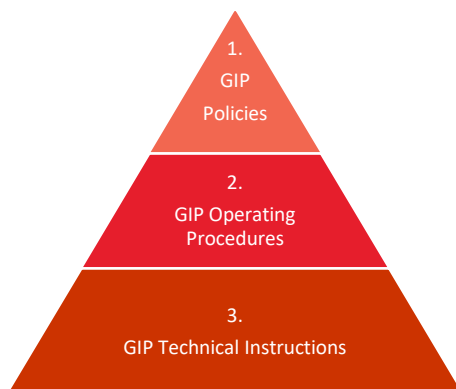 1.
GIP
Policies
2.
GIP Operating
Procedures
3.
GIP Technical Instructions